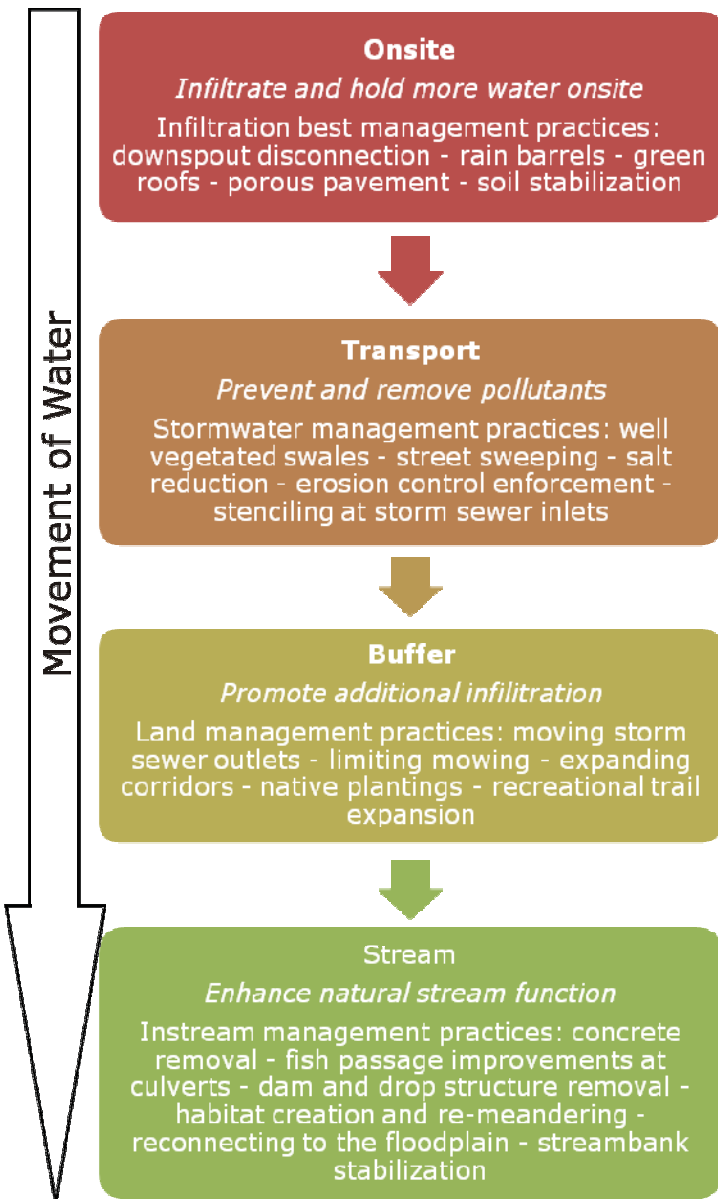 Movement of Water
Onsite
Infiltrate and hold more water onsite
Infiltration best management practices:
downspout disconnection - rain barrels - green
roofs - porous pavement - soil stabilization
Transport
Prevent and remove pollutants
Stormwater management practices: well
vegetated swales - street sweeping - salt
reduction - erosion control enforcement -
stenciling at storm sewer inlets
Buffer
Promote additional infilitration
Land management practices: moving storm
sewer outlets - limiting mowing - expanding
corridors - native plantings - recreational trail
expansion
Stream
Enhance natural stream function
Instream management practices: concrete
removal - fish passage improvements at
culverts - dam and drop structure removal -
habitat creation and re-meandering -
reconnecting to the floodplain - streambank
stabilization